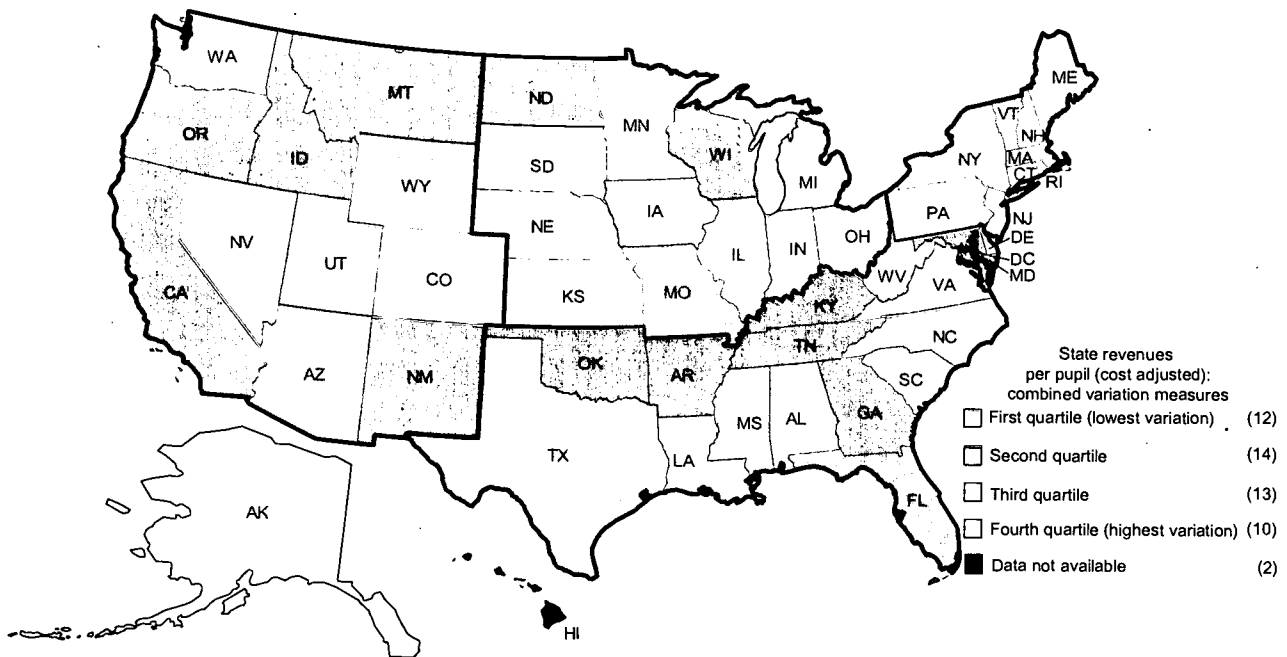 WA
MT
ND
MN
ME
VT
NH
OR
ID
SD
WI
NY
MA
CT
RI
WY
MI
IA
PA
NV
NE
NJ
OH
DE
UT
IL
IN
DC
CO
WV
MD
CA
KS
MO
VA
KY
NC
TN
OK
AZ
NM
AR
SC
MS
AL
GA
TX
LA
FL
AK
HI
State revenues
per pupil (cost adjusted):
combined variation measures
First quartile (lowest variation) (12)
Second quartile (14)
Third quartile (13)
Fourth quartile (highest variation) (10)
Data not available (2)